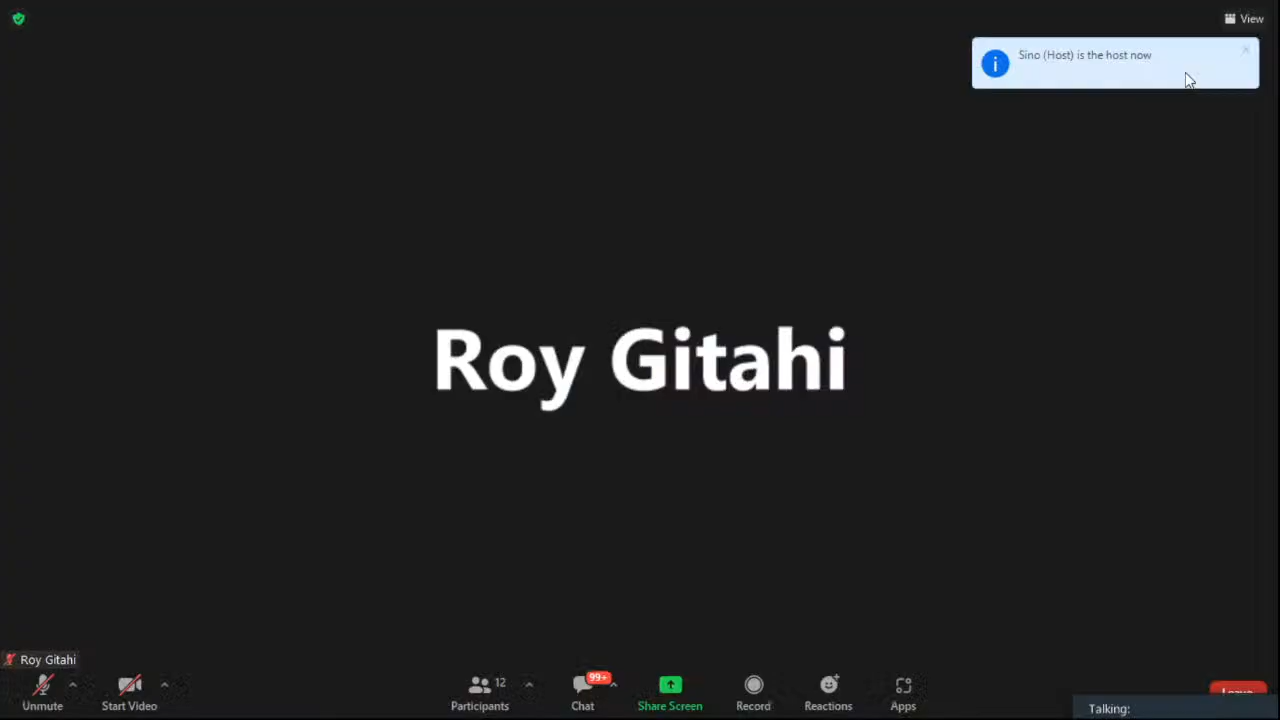 View
Sino (Host) is the host now
Roy Gitahi
Roy Gitahi
Unmute
Start Video
12
Participants
99+
Chat
Share Screen
Record
Reactions
Apps
Leave
Talking: